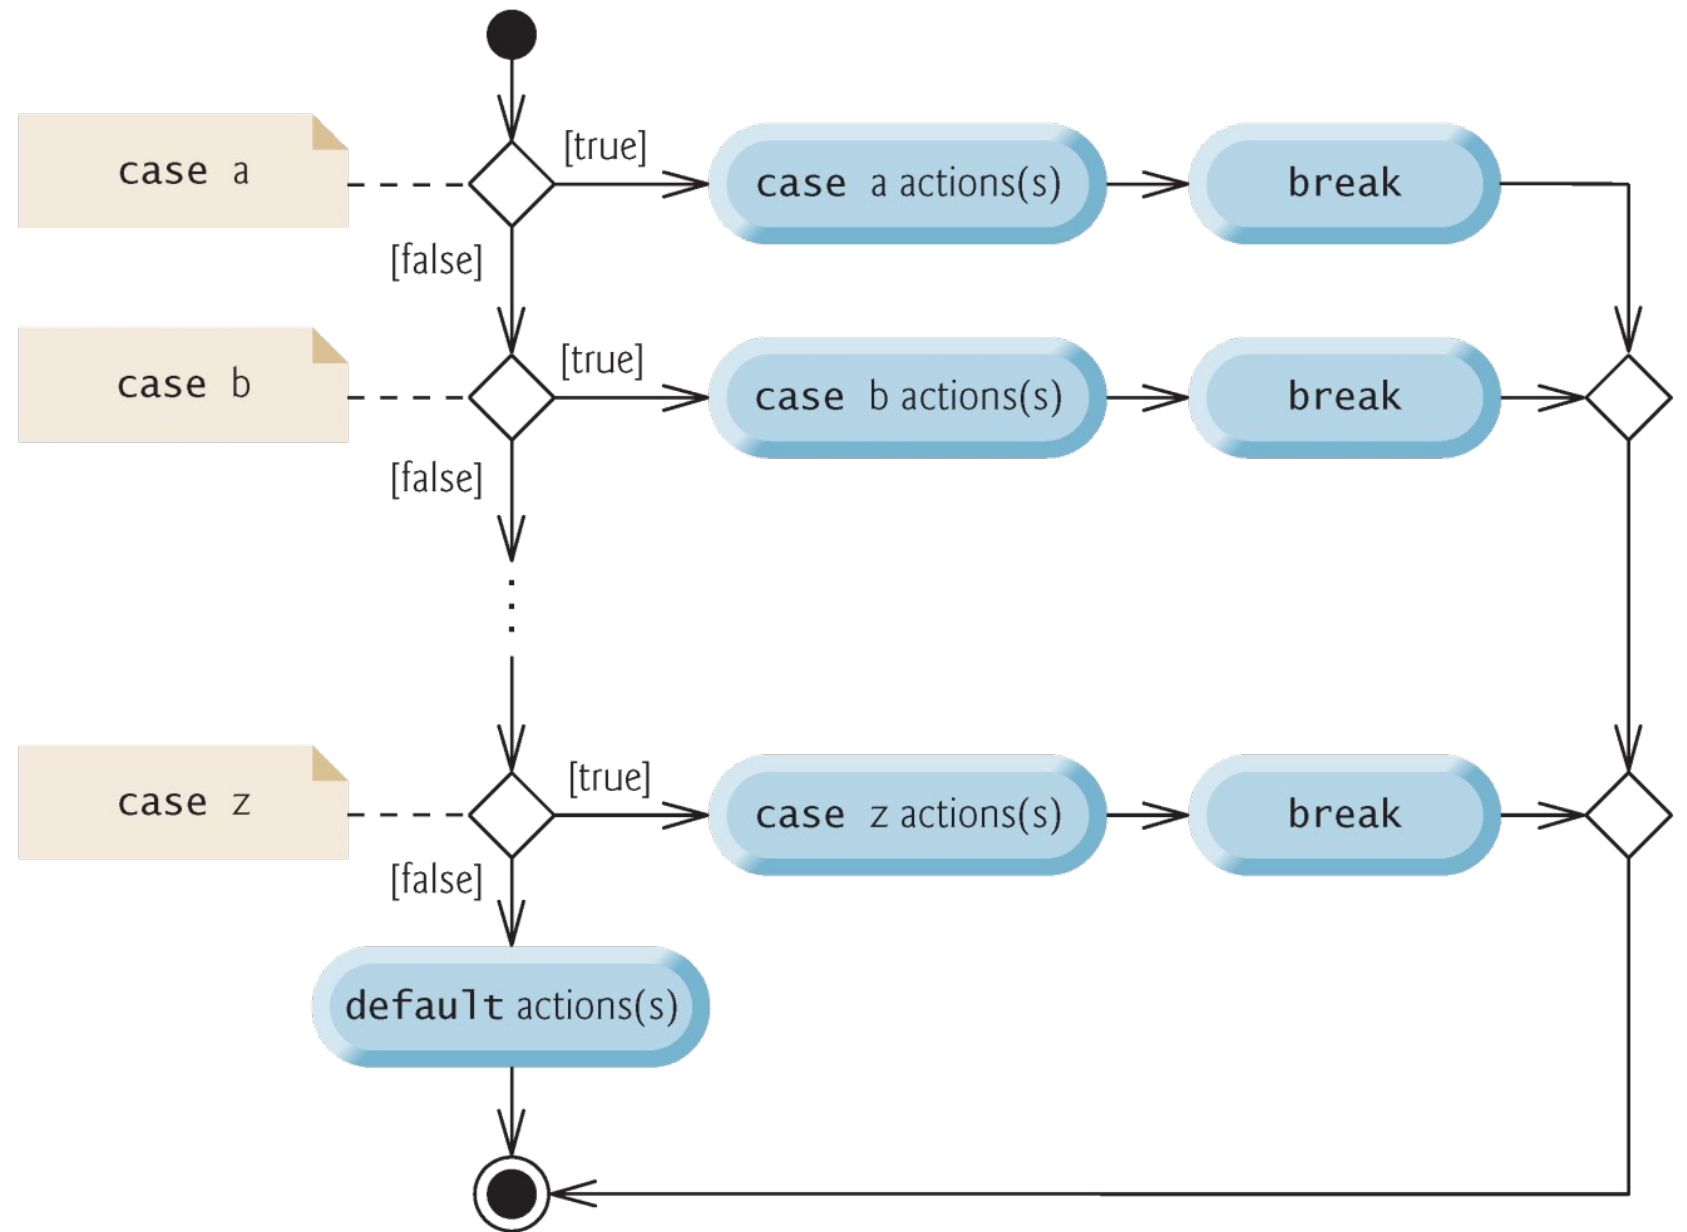 [true]
case a
case a actions(s)
break
[false]
[true]
case b
case b actions(s)
break
[false]
[true]
case z
case z actions(s)
break
[false]
default actions(s)